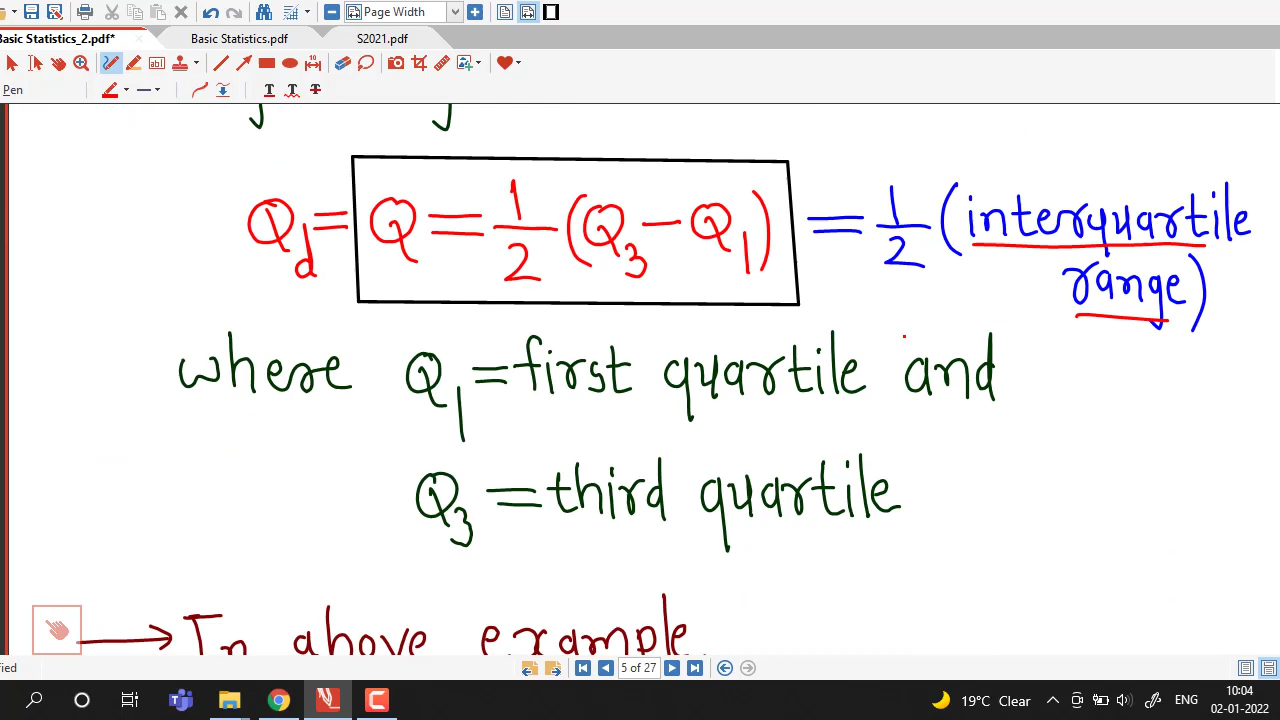 Page Width
Basic Statistics_2.pdf*
Basic Statistics.pdf
S2021.pdf
10
Pen
T T T
Q_d = Q = 1/2 (Q_3 - Q_1) = 1/2 (interquartile
range)
where Q_1 = first quartile and
Q_3 = third quartile
In above example
fied
5 of 27
19°C Clear
ENG
10:04
02-01-2022